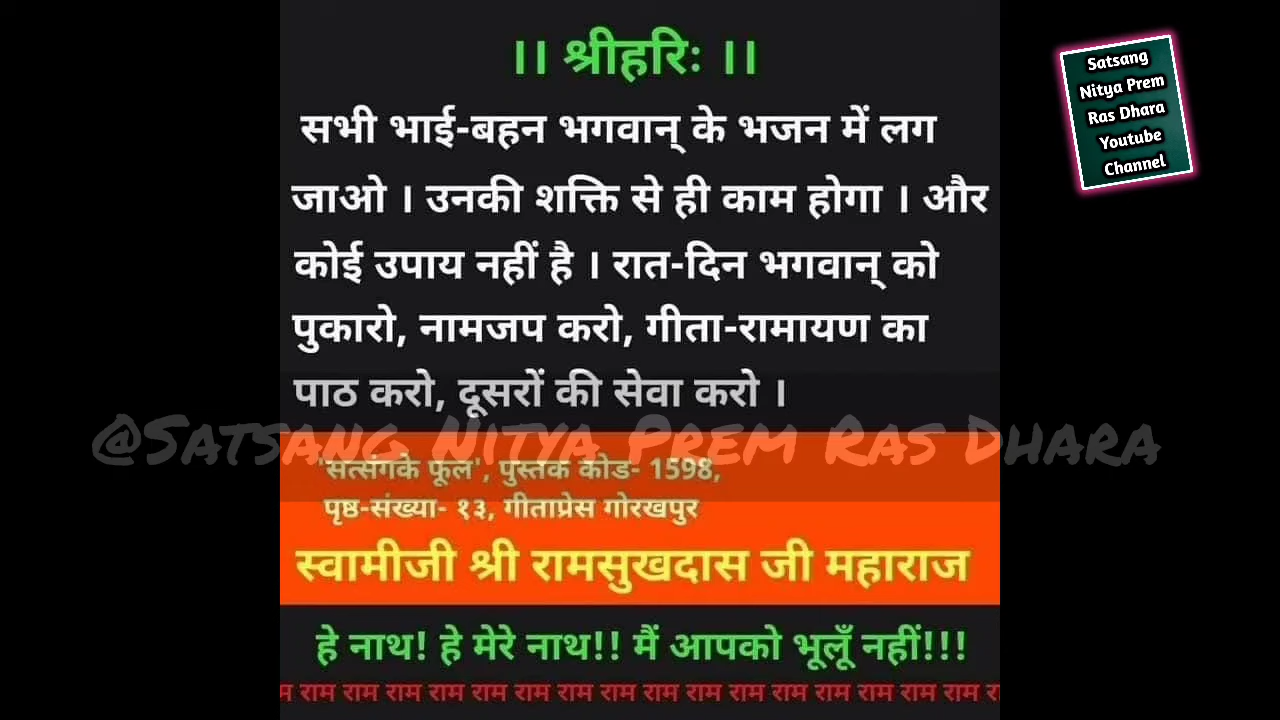 ।। श्रीहरिः ।।
सभी भाई-बहन भगवान् के भजन में लग
जाओ । उनकी शक्ति से ही काम होगा । और
कोई उपाय नहीं है । रात-दिन भगवान् को
पुकारो, नामजप करो, गीता-रामायण का
पाठ करो, दूसरों की सेवा करो ।
@Satsang Nitya Prem Ras Dhara
'सत्संगके फूल', पुस्तक कोड- 1598,
पृष्ठ-संख्या- १३, गीताप्रेस गोरखपुर
स्वामीजी श्री रामसुखदास जी महाराज
हे नाथ! हे मेरे नाथ!! मैं आपको भूलूँ नहीं!!!
राम राम राम राम राम राम राम राम राम राम राम राम राम राम राम राम
Satsang
Nitya Prem
Ras Dhara
Youtube
Channel